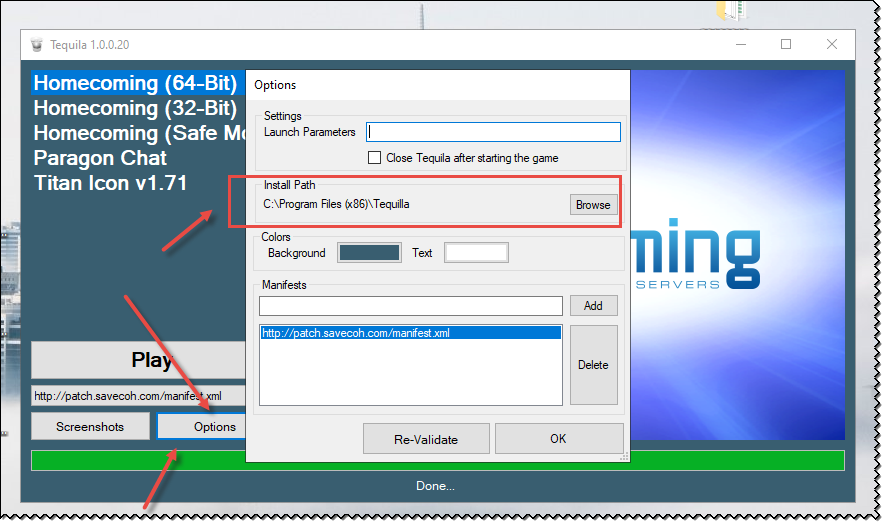 Tequila 1.0.0.20
Homecoming (64-Bit)
Homecoming (32-Bit)
Homecoming (Safe Mo
Paragon Chat
Titan Icon v1.71
Play
http://patch.savecoh.com/manifest.xml
Screenshots
Options
Done...
Options
Settings
Launch Parameters
Close Tequila after starting the game
Install Path
C:\Program Files (x86)\Tequilla
Browse
Colors
Background
Text
Manifests
Add
http://patch.savecoh.com/manifest.xml
Delete
Re-Validate
OK
ming
SERVERS